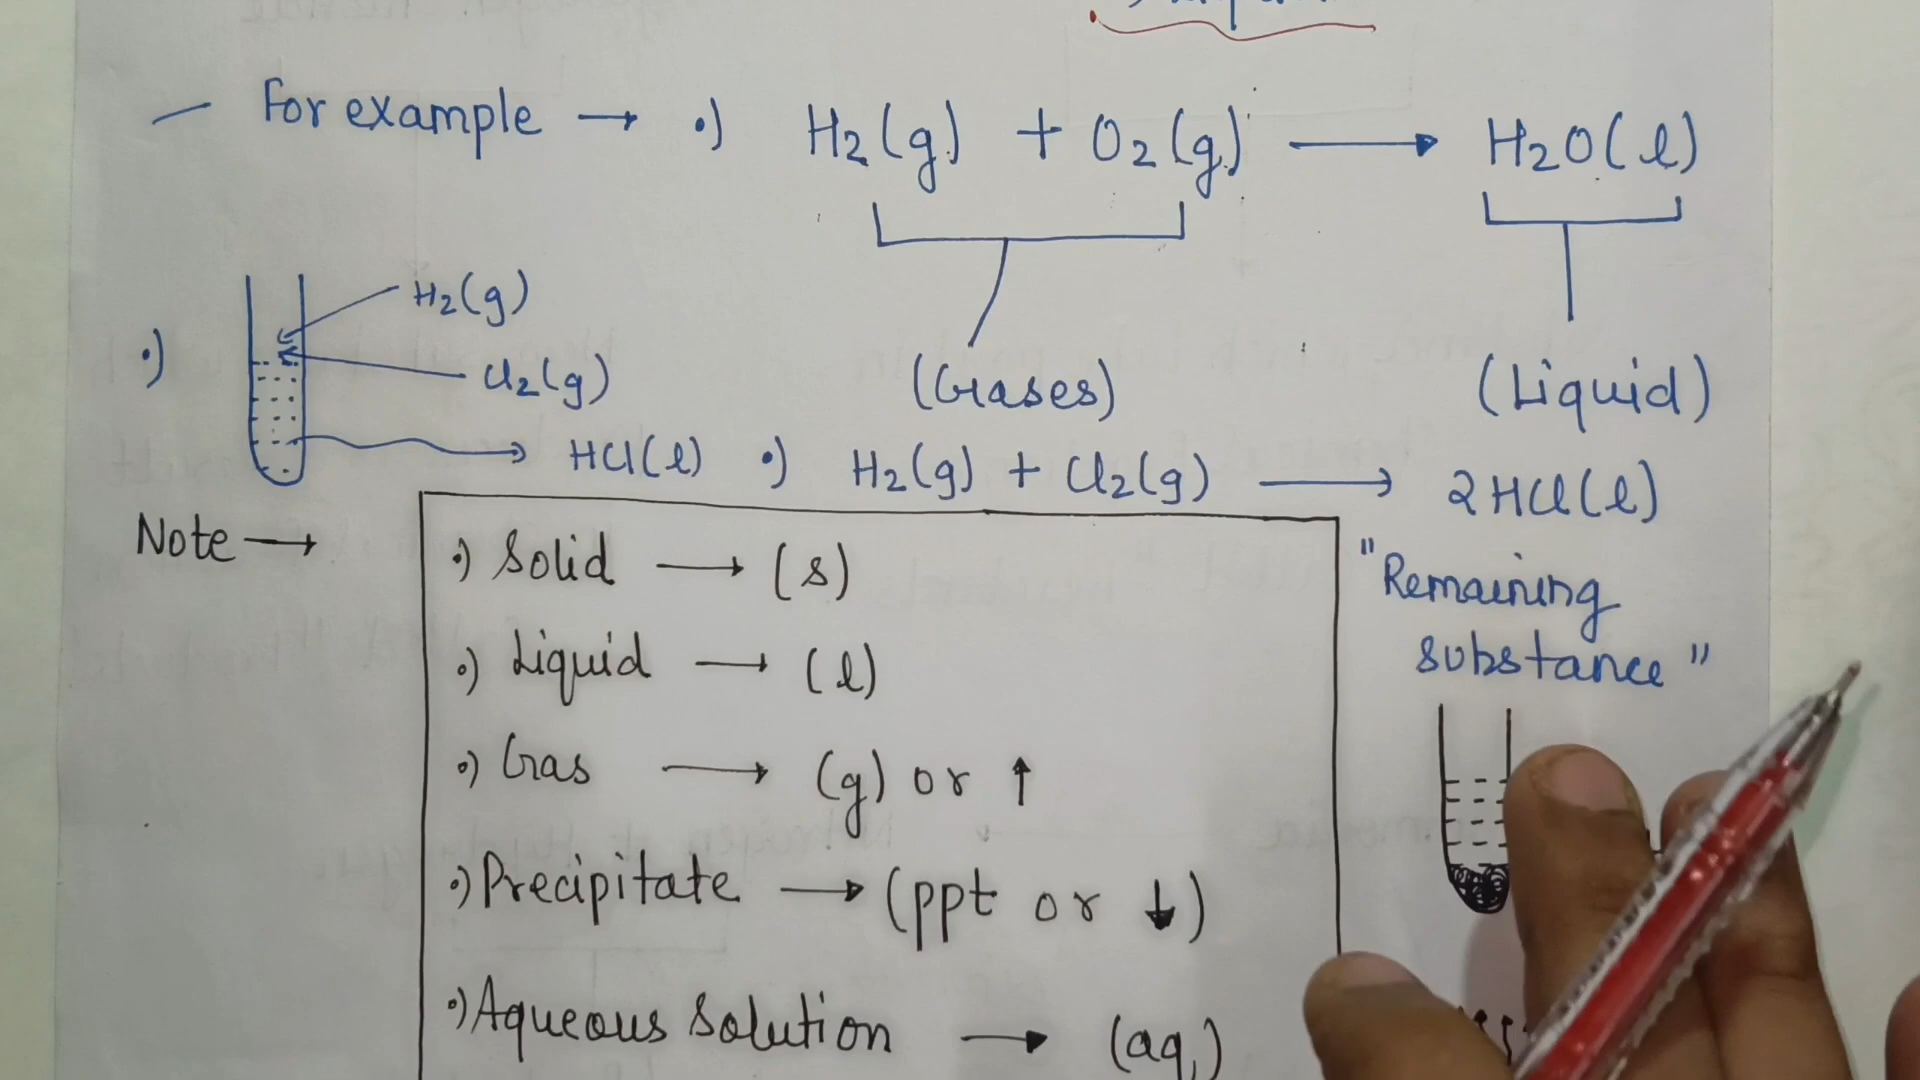 — For example → •) H2(g) + O2(g) → H2O(l)
H2(g)
•) Cl2(g)
(Gases) (Liquid)
HCl(l) •) H2(g) + Cl2(g) → 2HCl(l)
Note →
•) Solid → (s)
•) Liquid → (l)
•) Gas → (g) or ↑
•) Precipitate → (ppt or ↓)
•) Aqueous Solution → (aq.)
"Remaining
substance"